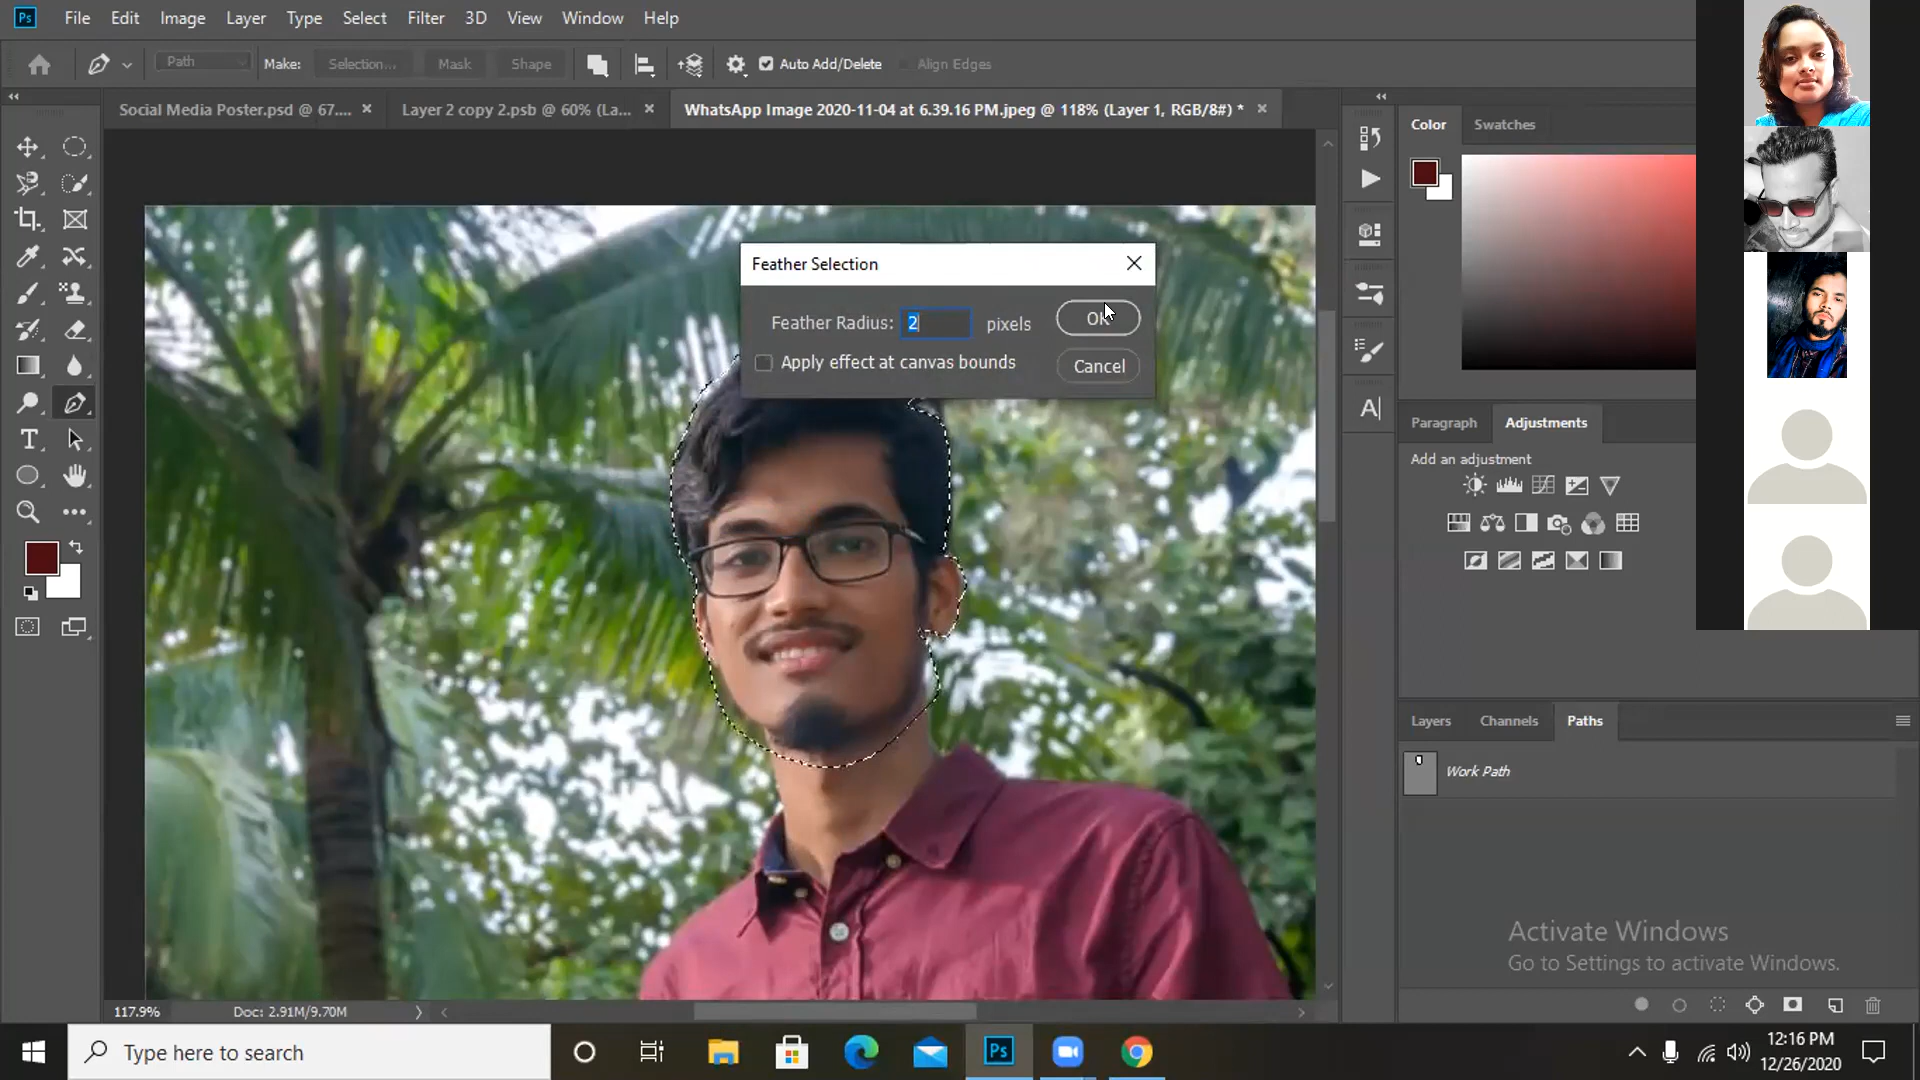 Ps File Edit Image Layer Type Select Filter 3D View Window Help
Path Make: Selection... Mask Shape Auto Add/Delete Align Edges
Social Media Poster.psd @ 67.... × Layer 2 copy 2.psb @ 60% (La... × WhatsApp Image 2020-11-04 at 6.39.16 PM.jpeg @ 118% (Layer 1, RGB/8#) * ×
Color Swatches
Feather Selection
Feather Radius: 2 pixels OK
Apply effect at canvas bounds Cancel
Paragraph Adjustments
Add an adjustment
Layers Channels Paths
Work Path
Activate Windows
Go to Settings to activate Windows.
117.9% Doc: 2.91M/9.70M
Type here to search
Ps
12:16 PM
12/26/2020